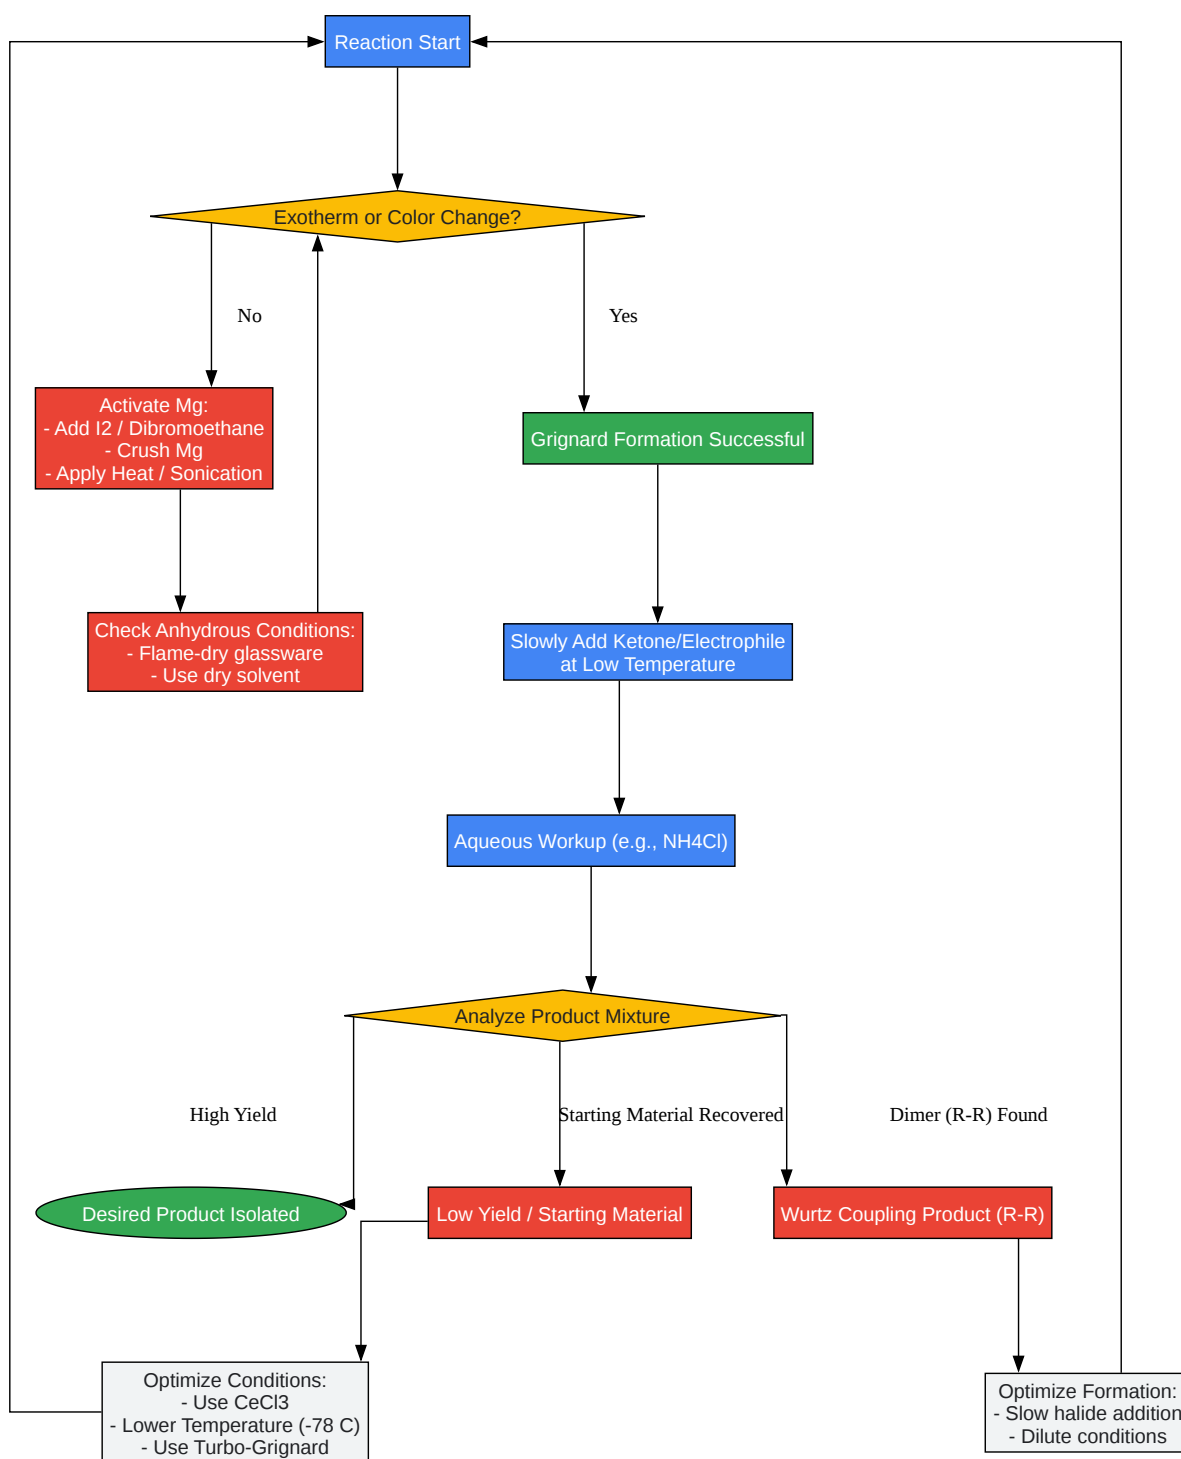 Reaction Start
Exotherm or Color Change?
No
Yes
Activate Mg:
- Add I2 / Dibromoethane
- Crush Mg
- Apply Heat / Sonication
Grignard Formation Successful
Check Anhydrous Conditions:
- Flame-dry glassware
- Use dry solvent
Slowly Add Ketone/Electrophile
at Low Temperature
Aqueous Workup (e.g., NH4Cl)
Analyze Product Mixture
High Yield
Starting Material Recovered
Dimer (R-R) Found
Desired Product Isolated
Low Yield / Starting Material
Wurtz Coupling Product (R-R)
Optimize Conditions:
- Use CeCl3
- Lower Temperature (-78 C)
- Use Turbo-Grignard
Optimize Formation:
- Slow halide addition
- Dilute conditions